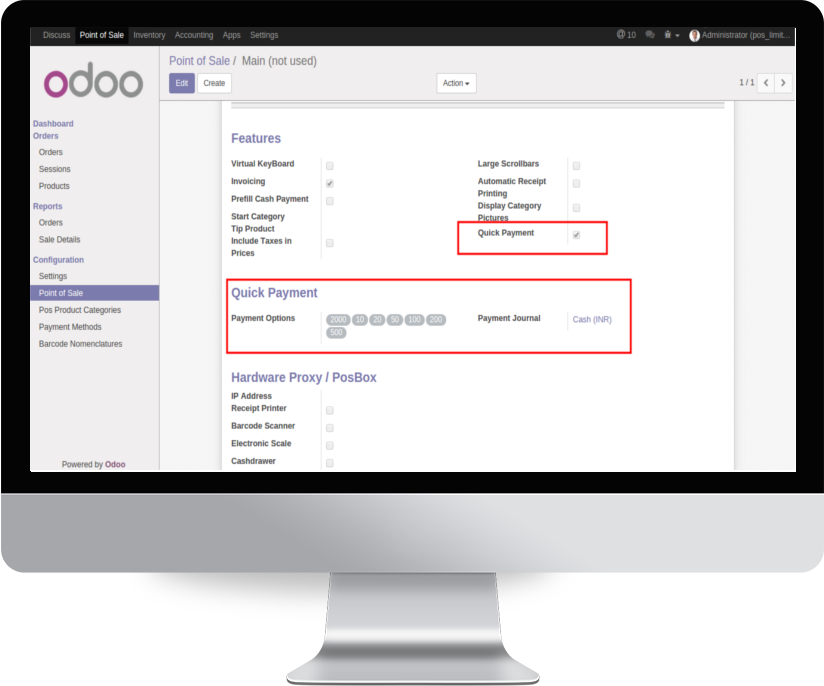 Discuss Point of Sale Inventory Accounting Apps Settings @ 10 Administrator (pos_limit...
odoo
Point of Sale / Main (not used)
Edit Create Action 1 / 1
Dashboard
Orders
Orders
Sessions
Products
Reports
Orders
Sale Details
Configuration
Settings
Point of Sale
Pos Product Categories
Payment Methods
Barcode Nomenclatures
Powered by Odoo
Features
Virtual KeyBoard
Invoicing
Prefill Cash Payment
Start Category
Tip Product
Include Taxes in
Prices
Large Scrollbars
Automatic Receipt
Printing
Display Category
Pictures
Quick Payment
Quick Payment
Payment Options 2000 10 20 50 100 200
500
Payment Journal Cash (INR)
Hardware Proxy / PosBox
IP Address
Receipt Printer
Barcode Scanner
Electronic Scale
Cashdrawer